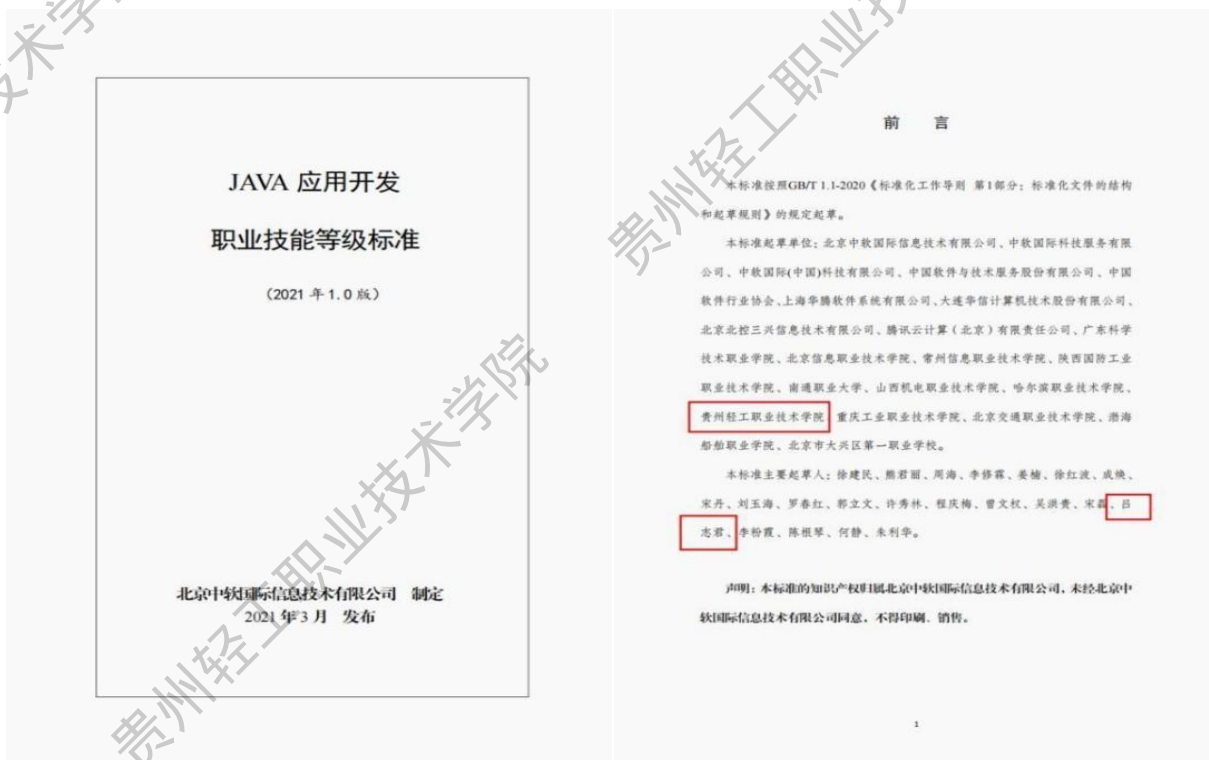 JAVA 应用开发
职业技能等级标准
（2021 年 1.0 版）
北京中软国际信息技术有限公司 制定
2021 年 3 月 发布
前 言
本标准按照GB/T 1.1-2020《标准化工作导则 第1部分：标准化文件的结构
和起草规则》的规定起草。
本标准起草单位：北京中软国际信息技术有限公司、中软国际科技服务有限
公司、中软国际(中国)科技有限公司、中国软件与技术服务股份有限公司、中国
软件行业协会、上海华腾软件系统有限公司、大连华信计算机技术股份有限公司、
北京北控三兴信息技术有限公司、腾讯云计算（北京）有限责任公司、广东科学
技术职业学院、北京信息职业技术学院、常州信息职业技术学院、陕西国防工业
职业技术学院、南通职业大学、山西机电职业技术学院、哈尔滨职业技术学院、
贵州轻工职业技术学院、重庆工业职业技术学院、北京交通职业技术学院、渤海
船舶职业学院、北京市大兴区第一职业学校。
本标准主要起草人：徐建民、熊君丽、周海、李修霖、姜楠、徐红波、成焕、
宋丹、刘玉海、罗春红、郭立文、许秀林、程庆梅、曾文权、吴洪贵、宋磊、吕
志君、李粉霞、陈根琴、何静、朱利华。
声明：本标准的知识产权归属北京中软国际信息技术有限公司，未经北京中
软国际信息技术有限公司同意，不得印刷、销售。
1
贵州轻工职业技术学院
贵州轻工职业技
技术学院